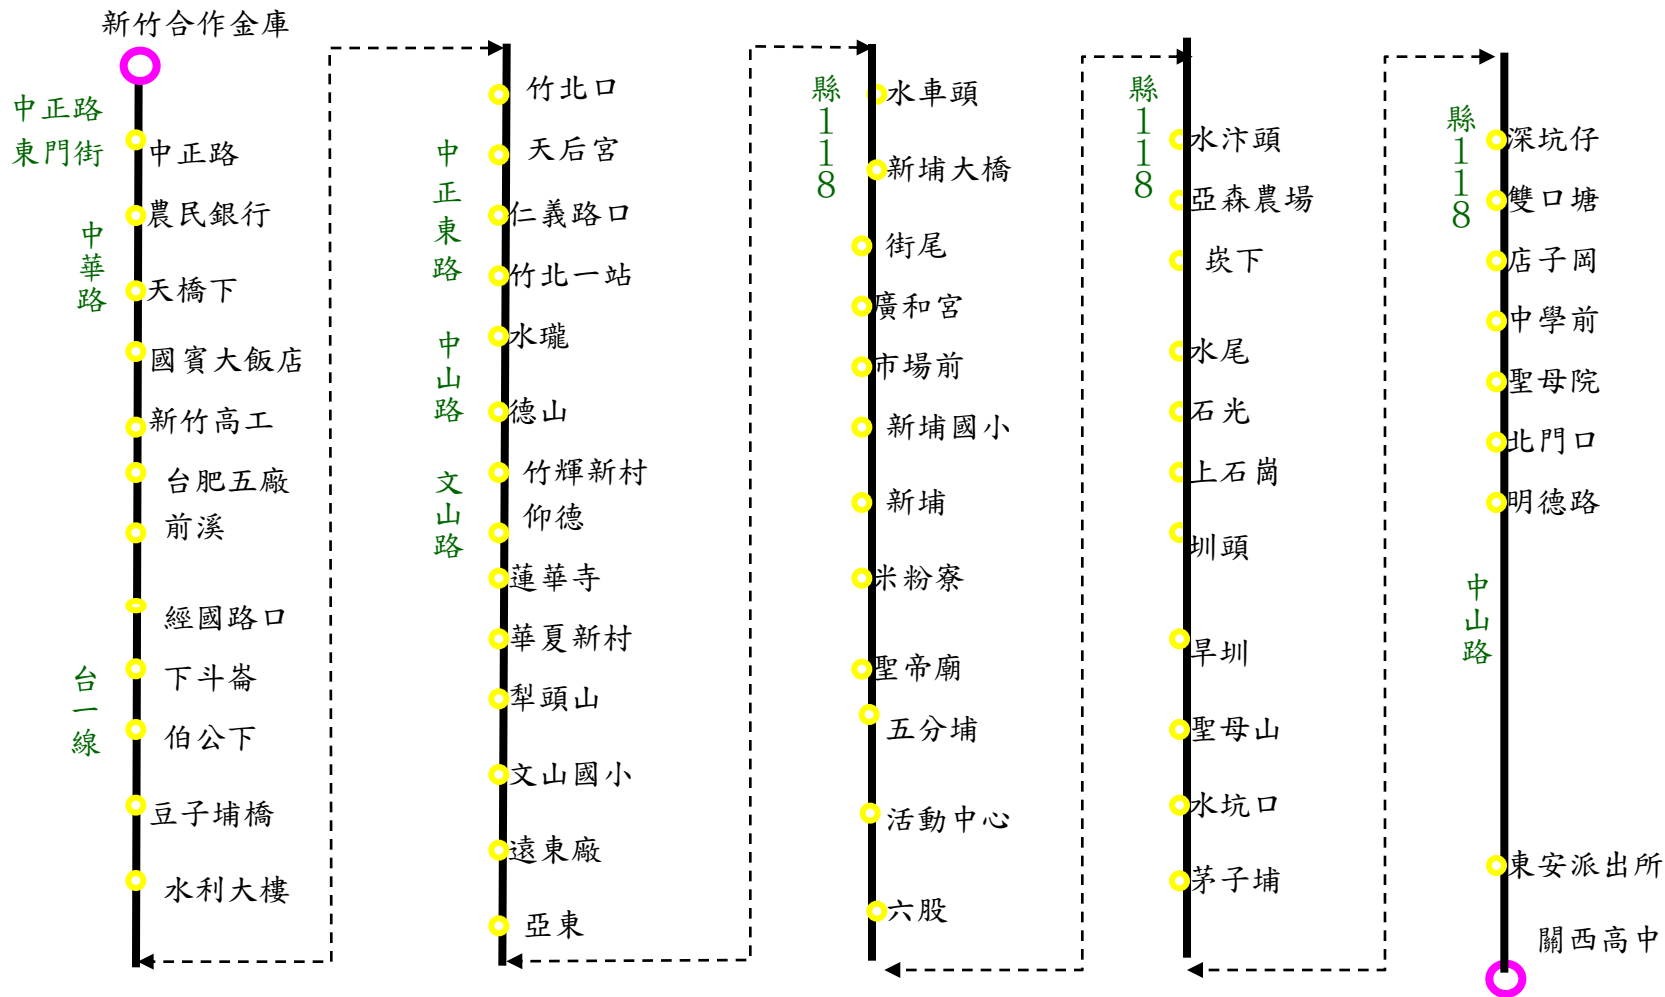 新竹合作金庫
中正路
東門街
中正路
農民銀行
中華路
天橋下
國賓大飯店
新竹高工
台肥五廠
前溪
經國路口
台一線
下斗崙
伯公下
豆子埔橋
水利大樓
竹北口
中正東路
天后宮
仁義路口
竹北一站
中山路
水瓏
德山
文山路
竹輝新村
仰德
蓮華寺
華夏新村
犁頭山
文山國小
遠東廠
亞東
縣118
水車頭
新埔大橋
街尾
廣和宮
市場前
新埔國小
新埔
米粉寮
聖帝廟
五分埔
活動中心
六股
縣118
水汴頭
亞森農場
崁下
水尾
石光
上石崗
圳頭
旱圳
聖母山
水坑口
茅子埔
縣118
深坑仔
雙口塘
店子岡
中學前
聖母院
北門口
明德路
中山路
東安派出所
關西高中